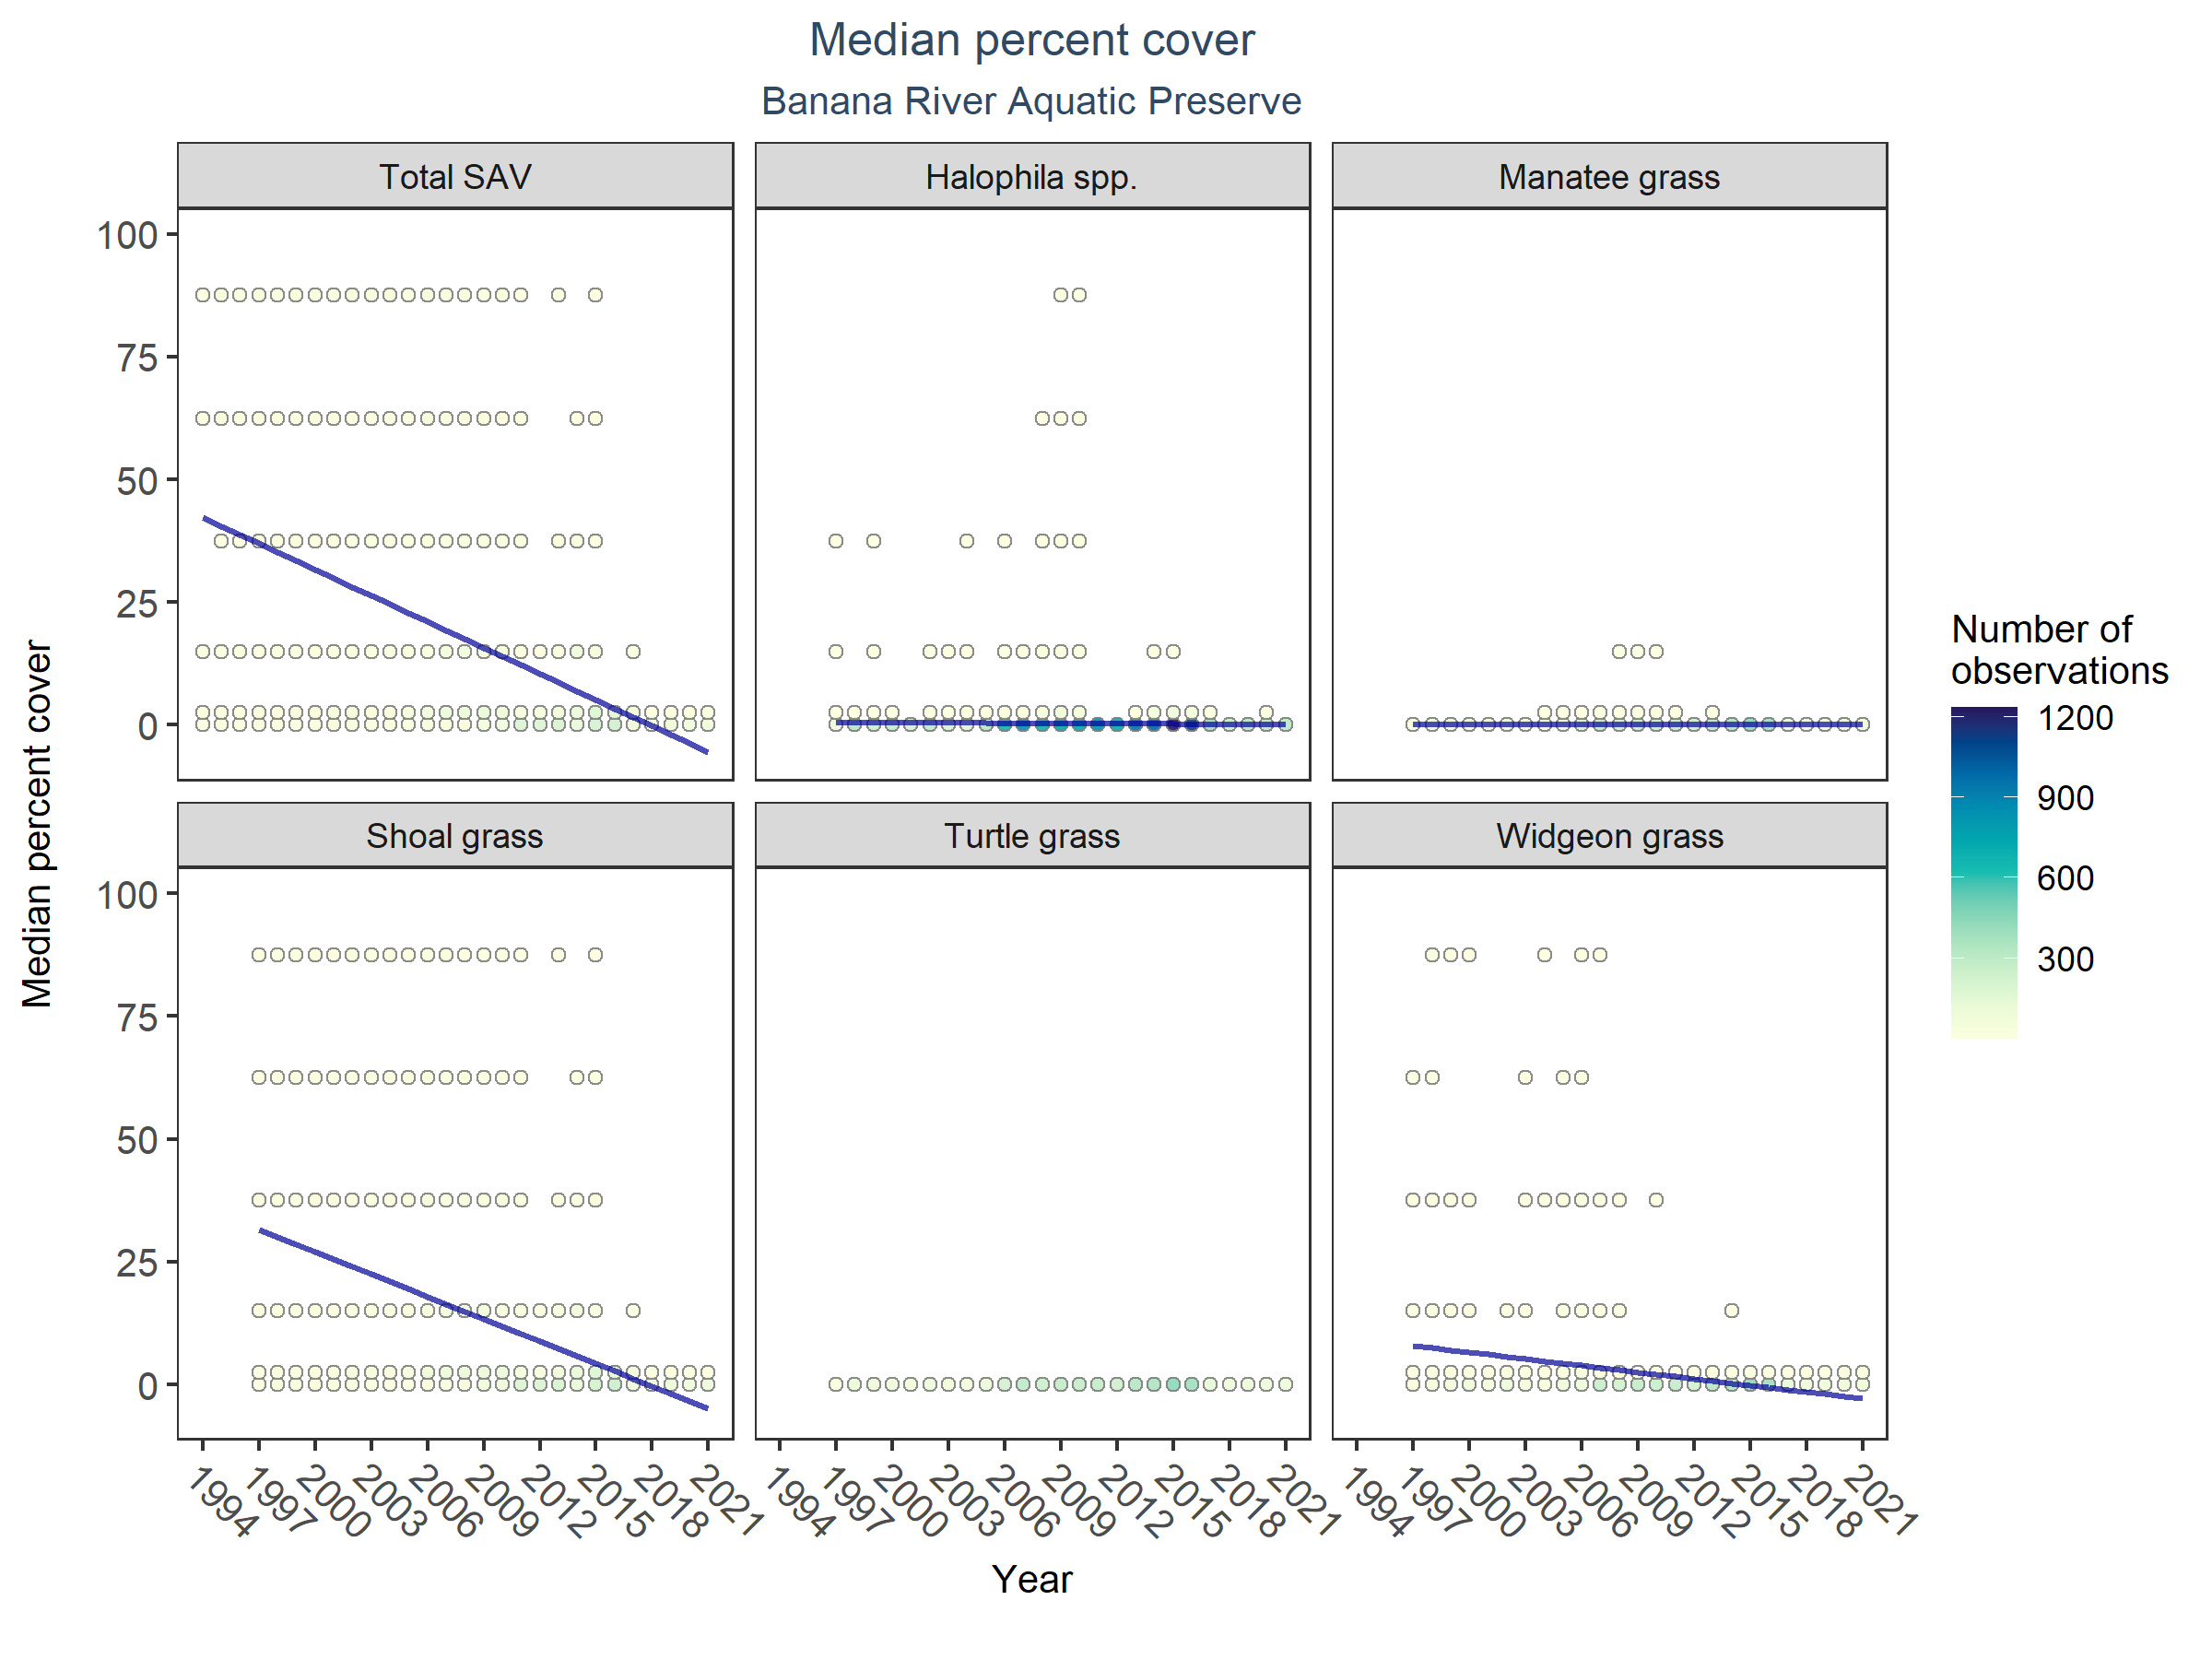 Median percent cover
Banana River Aquatic Preserve
Total SAV
Halophila spp.
Manatee grass
100
75
50
25
0
Shoal grass
Turtle grass
Widgeon grass
100
75
50
25
0
1994 1997 2000 2003 2006 2009 2012 2015 2018 2021
1994 1997 2000 2003 2006 2009 2012 2015 2018 2021
1994 1997 2000 2003 2006 2009 2012 2015 2018 2021
Year
Median percent cover
Number of
observations
1200
900
600
300